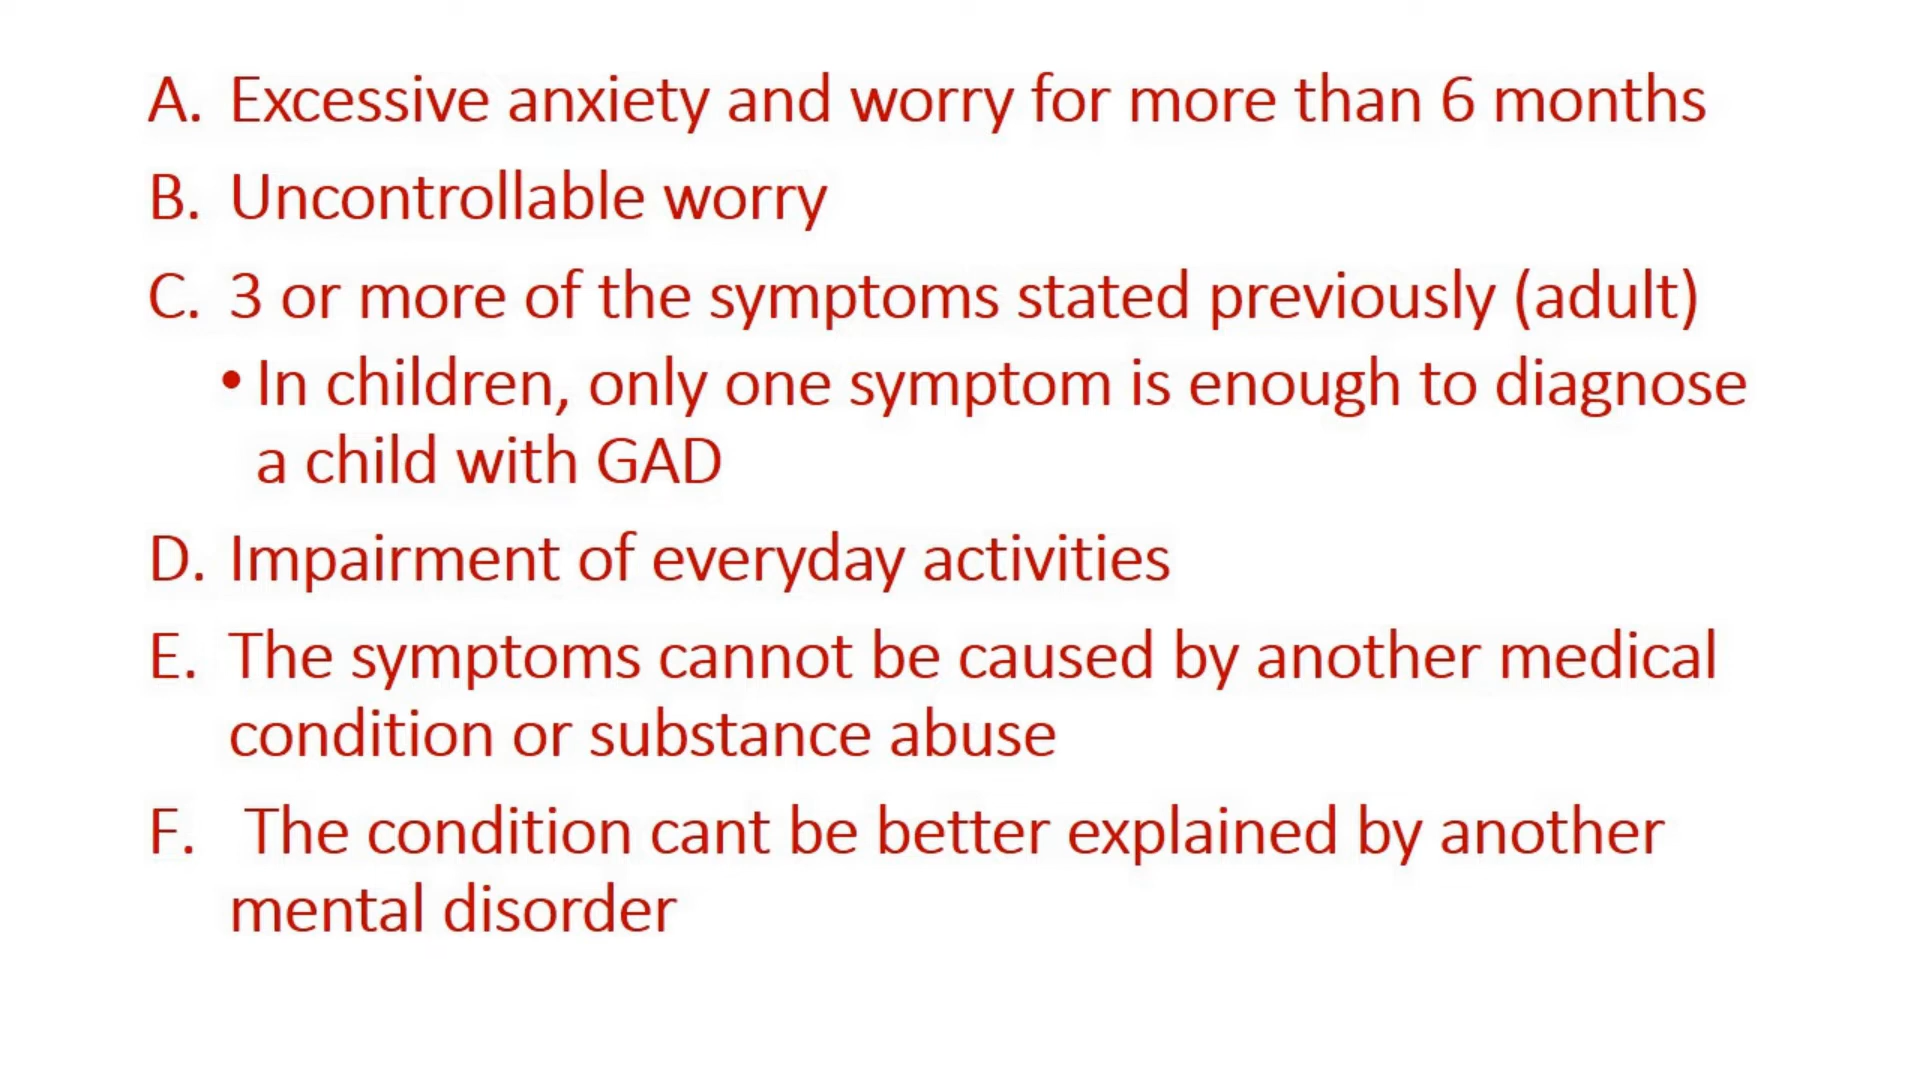 A. Excessive anxiety and worry for more than 6 months
B. Uncontrollable worry
C. 3 or more of the symptoms stated previously (adult)
• In children, only one symptom is enough to diagnose
a child with GAD
D. Impairment of everyday activities
E. The symptoms cannot be caused by another medical
condition or substance abuse
F. The condition cant be better explained by another
mental disorder